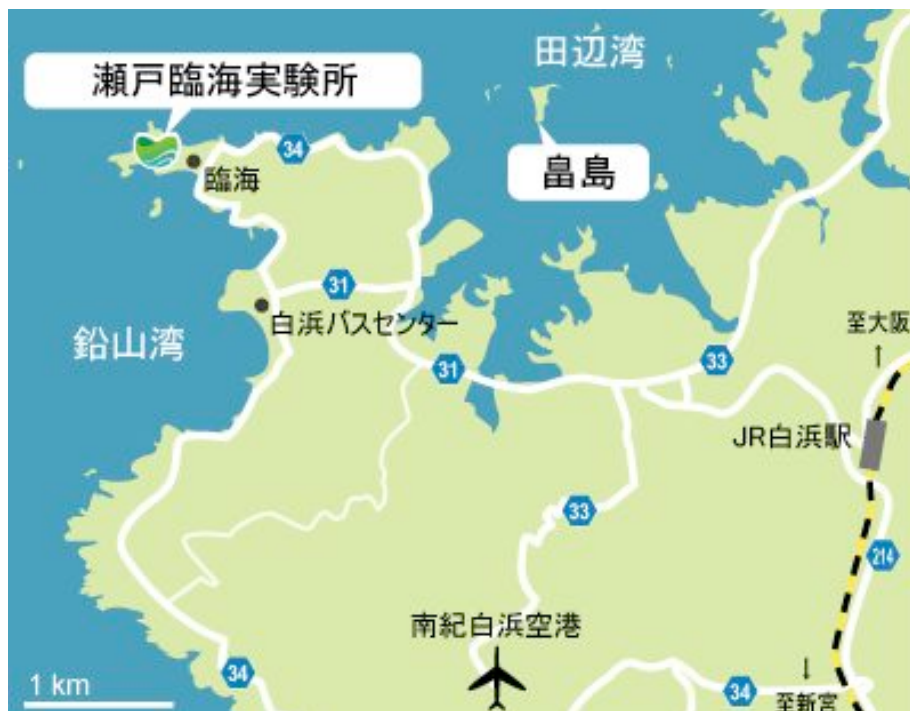 田辺湾
瀬戸臨海実験所
34
臨海
畠島
31
白浜バスセンター
鉛山湾
至大阪
↑
31
33
JR白浜駅
33
214
南紀白浜空港
34
↓
34
1 km
至新宮